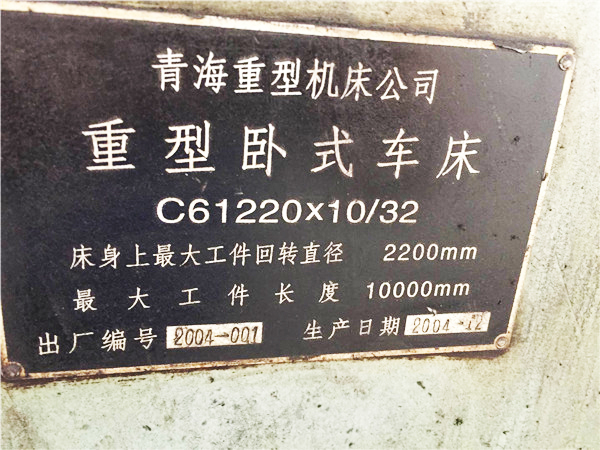 青海重型机床公司
重型卧式车床
C61220x10/32
床身上最大工件回转直径 2200mm
最大工件长度 10000mm
出厂编号 2004-001 生产日期 2004-12